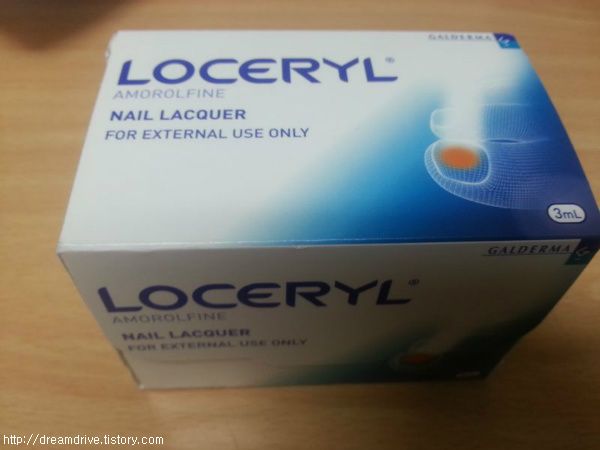 GALDERMA
LOCERYL®
AMOROLFINE
NAIL LACQUER
FOR EXTERNAL USE ONLY
3mL
GALDERMA
LOCERYL®
AMOROLFINE
NAIL LACQUER
FOR EXTERNAL USE ONLY
3mL
http://dreamdrive.tistory.com